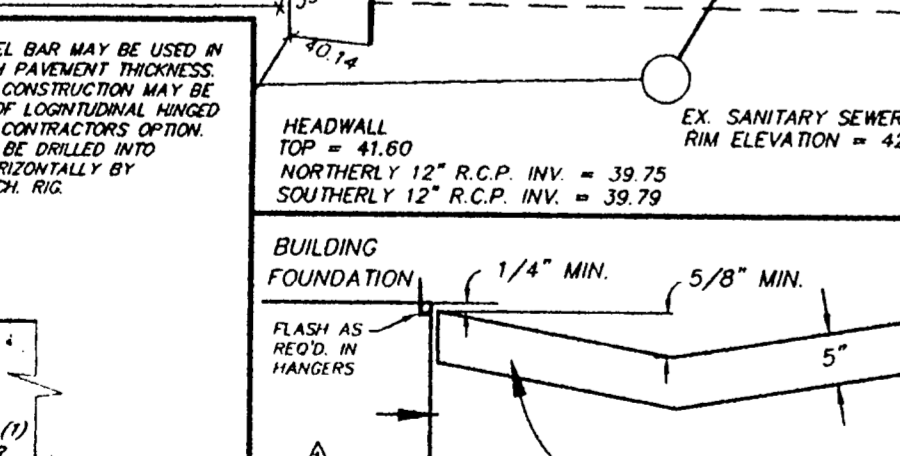 40.14
EL BAR MAY BE USED IN
PAVEMENT THICKNESS.
CONSTRUCTION MAY BE
OF LOGINTUDINAL HINGED
CONTRACTORS OPTION.
BE DRILLED INTO
RIZONTALLY BY
CH. RIG.
HEADWALL
TOP = 41.60
NORTHERLY 12" R.C.P. INV. = 39.75
SOUTHERLY 12" R.C.P. INV. = 39.79
EX. SANITARY SEWER
RIM ELEVATION = 42
BUILDING
FOUNDATION
1/4" MIN.
5/8" MIN.
FLASH AS
REQ'D. IN
HANGERS
5"
(1)